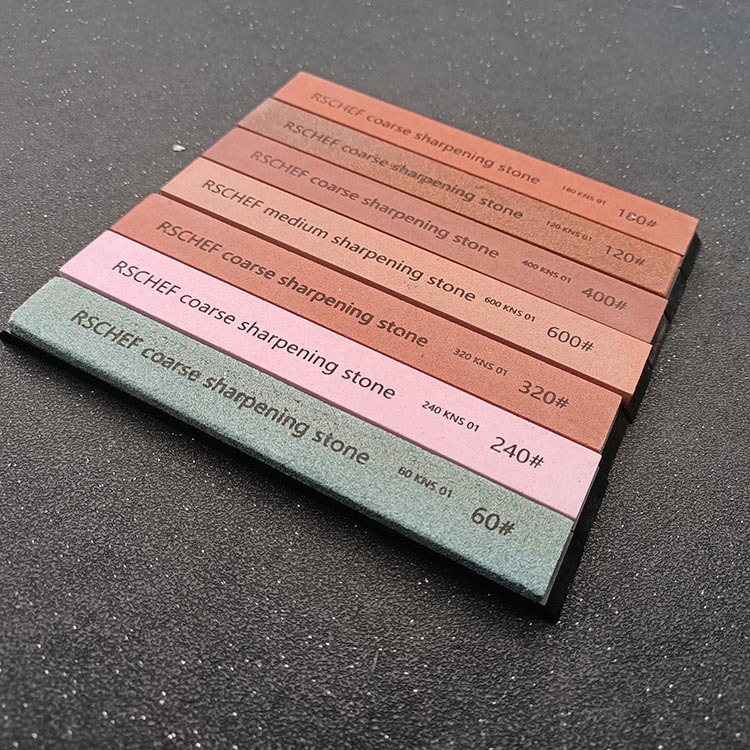 RSCHEF coarse sharpening stone 180 KNS 01 180#
RSCHEF coarse sharpening stone 120 KNS 01 120#
RSCHEF coarse sharpening stone 400 KNS 01 400#
RSCHEF medium sharpening stone 600 KNS 01 600#
RSCHEF coarse sharpening stone 320 KNS 01 320#
RSCHEF coarse sharpening stone 240 KNS 01 240#
RSCHEF coarse sharpening stone 60 KNS 01 60#